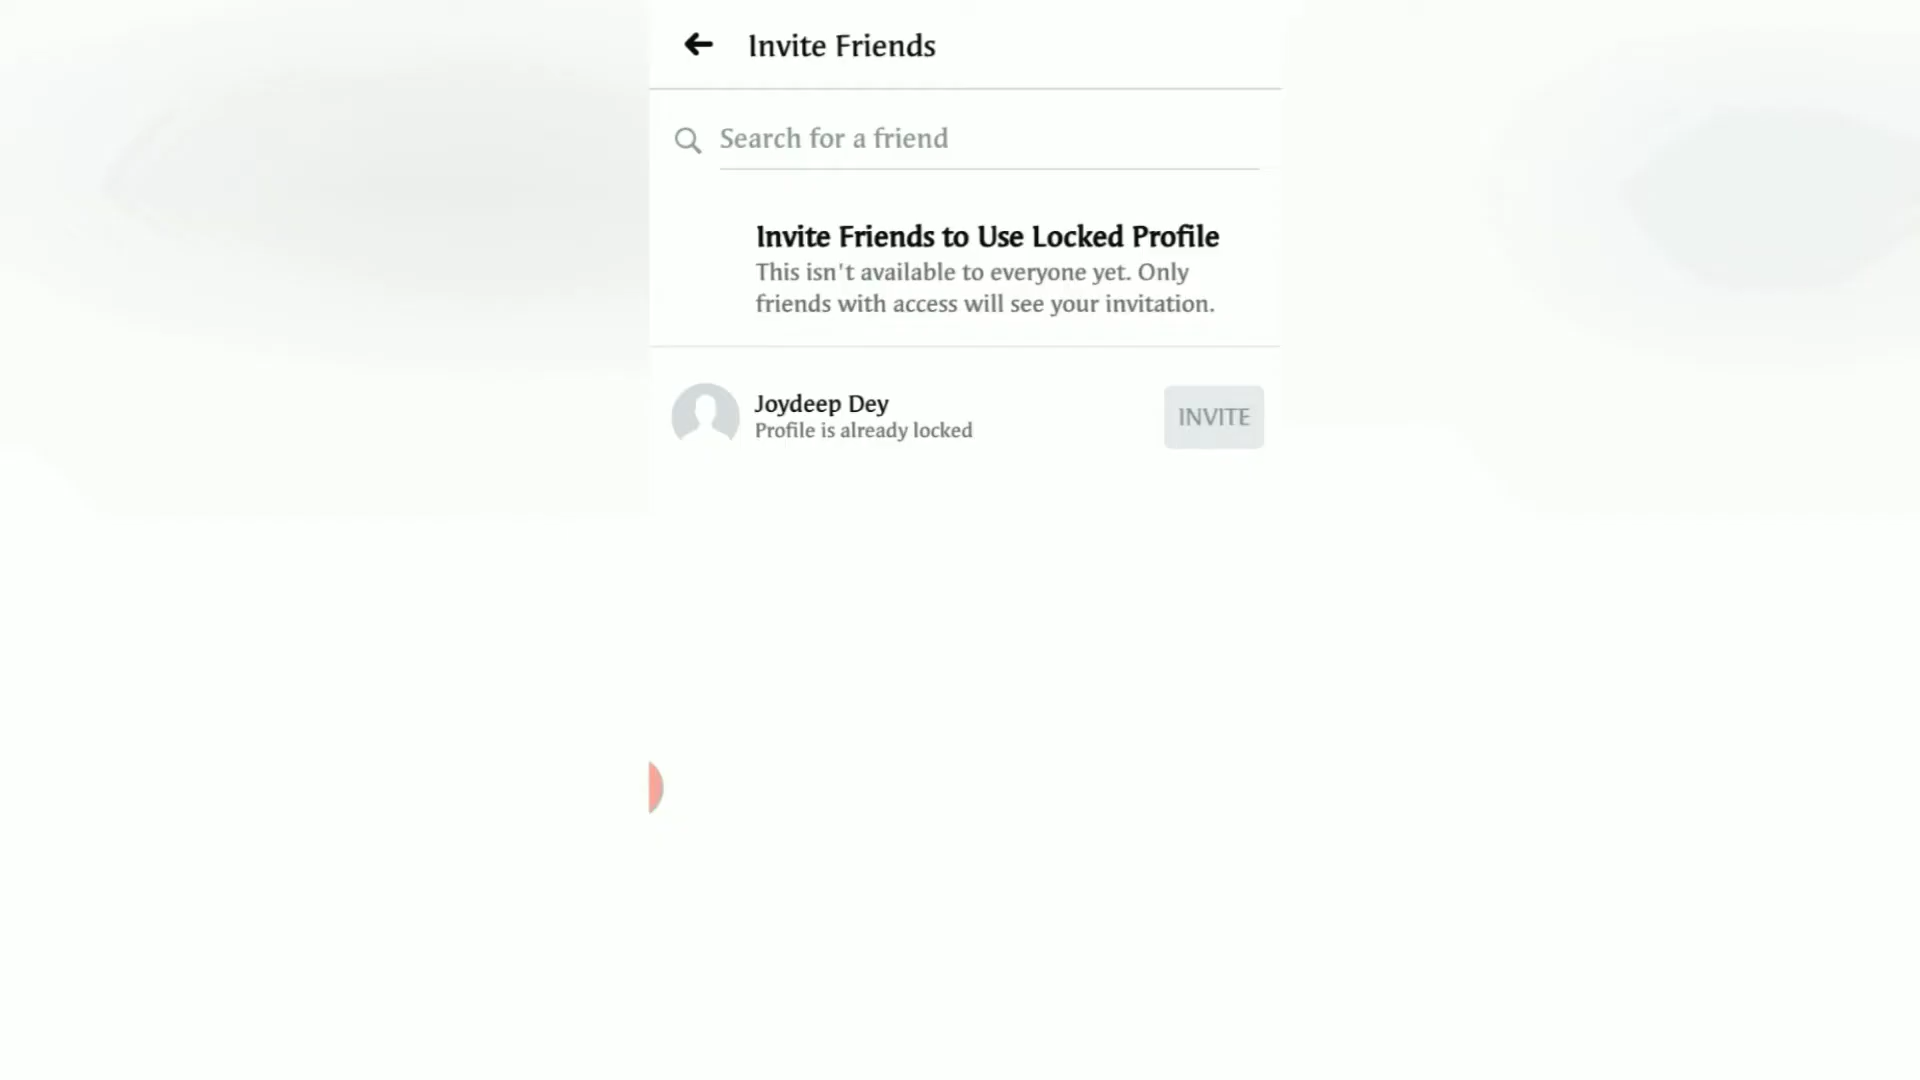 Invite Friends
Search for a friend
Invite Friends to Use Locked Profile
This isn't available to everyone yet. Only
friends with access will see your invitation.
Joydeep Dey
Profile is already locked
INVITE